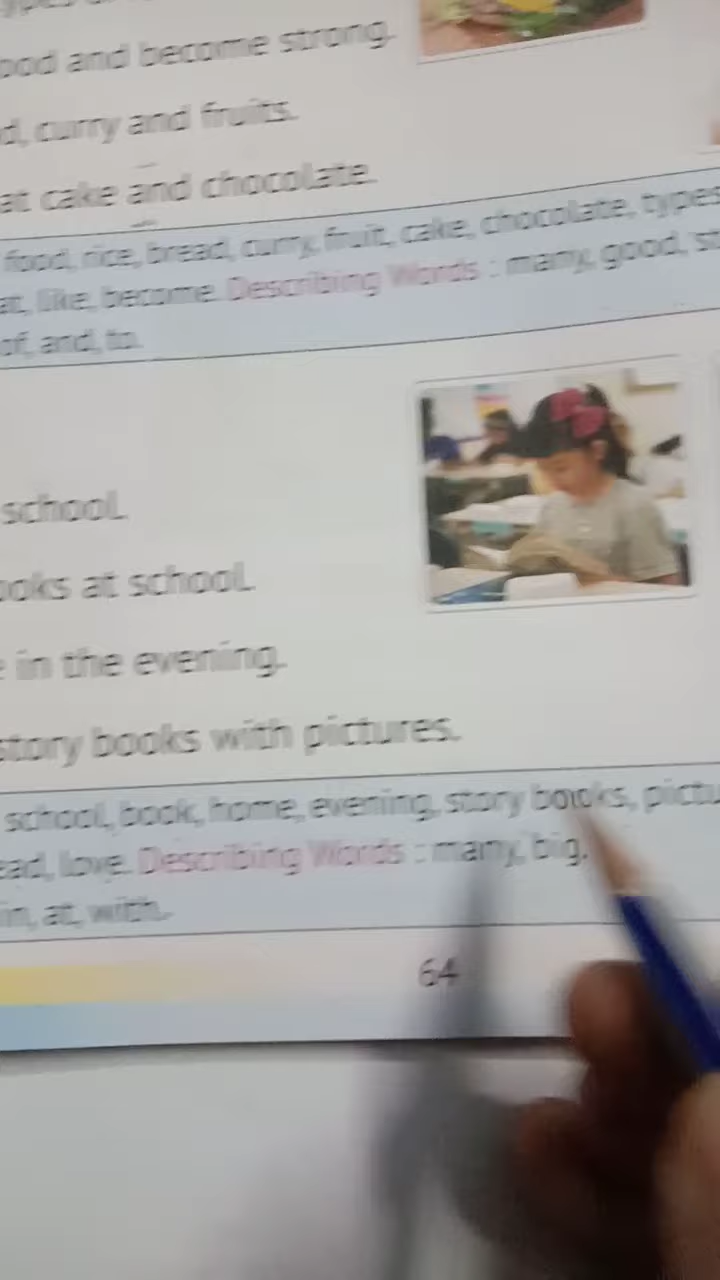 ood and become strong.
d, curry and fruits.
at cake and chocolate.
food, rice, bread, curry, fruit, cake, chocolate, types
at, like, become. Describing Words : many, good,
of, and, to.
school.
ooks at school.
in the evening.
story books with pictures.
school, book, home, evening, story books, pictu
ead, love. Describing Words : many, big,
in, at, with.
64